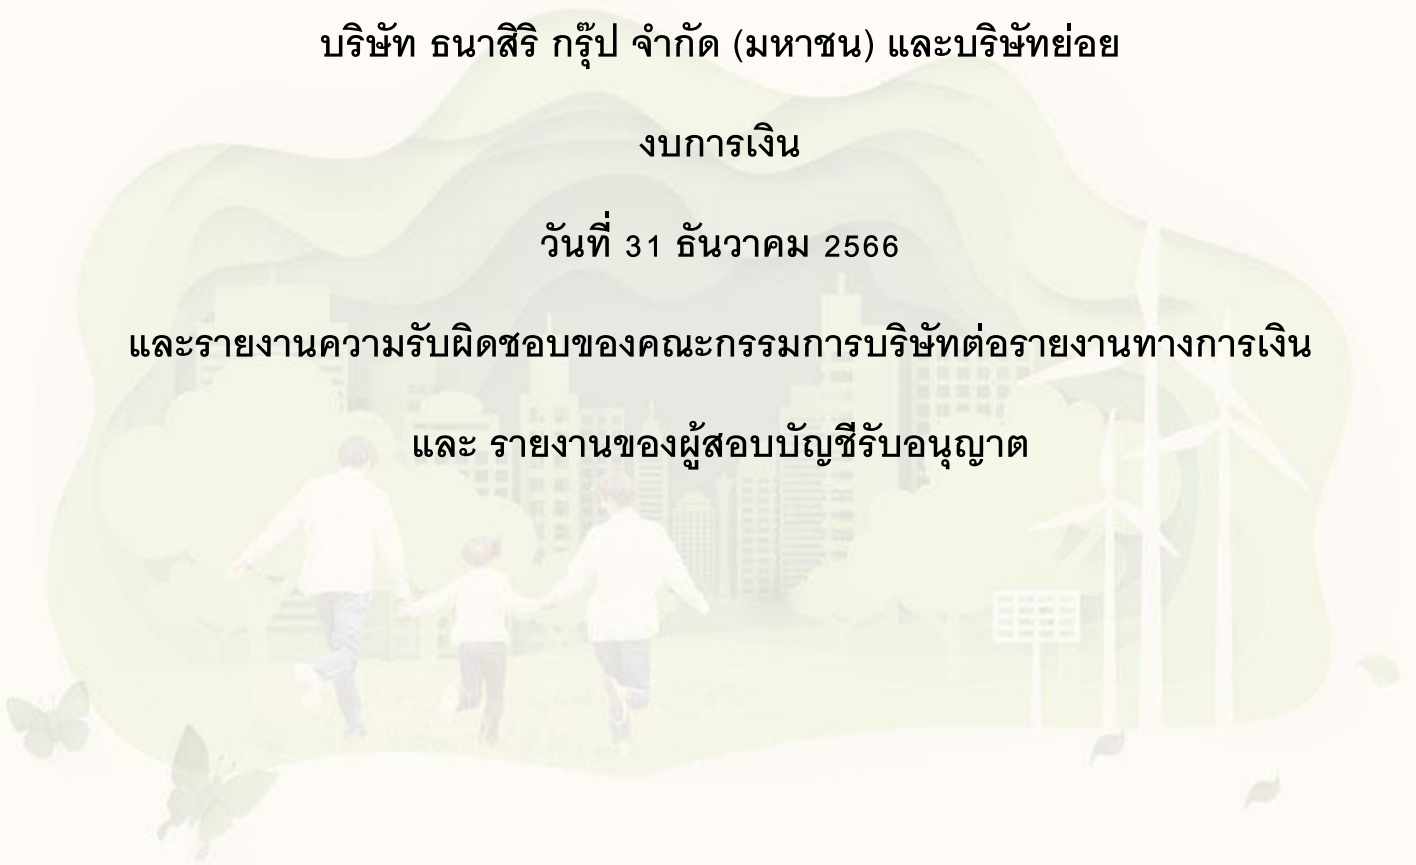 บริษัท ธนาสิริ กรุ๊ป จำกัด (มหาชน) และบริษัทย่อย
งบการเงิน
วันที่ 31 ธันวาคม 2566
และรายงานความรับผิดชอบของคณะกรรมการบริษัทต่อรายงานทางการเงิน
และ รายงานของผู้สอบบัญชีรับอนุญาต